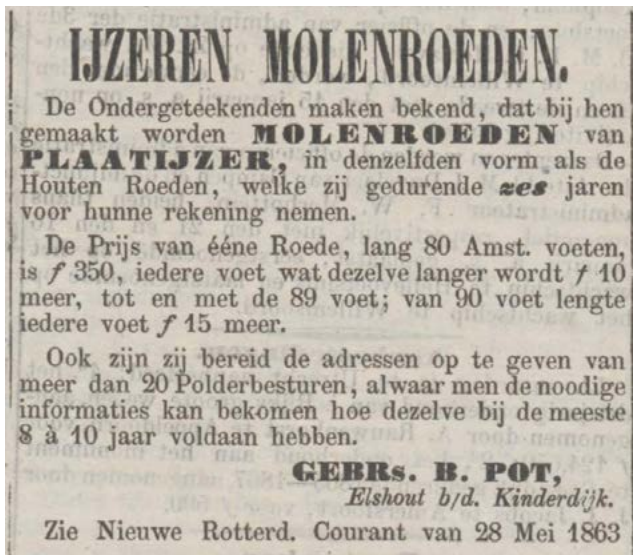 IJZEREN MOLENROEDEN.
De Ondergeteekenden maken bekend, dat bij hen
gemaakt worden MOLENROEDEN van
PLAATIJZER, in denzelfden vorm als de
Houten Roeden, welke zij gedurende zes jaren
voor hunne rekening nemen.
De Prijs van ééne Roede, lang 80 Amst. voeten,
is f 350, iedere voet wat dezelve langer wordt f 10
meer, tot en met de 89 voet; van 90 voet lengte
iedere voet f 15 meer.
Ook zijn zij bereid de adressen op te geven van
meer dan 20 Polderbesturen, alwaar men de noodige
informaties kan bekomen hoe dezelve bij de meeste
8 à 10 jaar voldaan hebben.
GEBRs. B. POT,
Elshout b/d. Kinderdijk.
Zie Nieuwe Rotterd. Courant van 28 Mei 1863